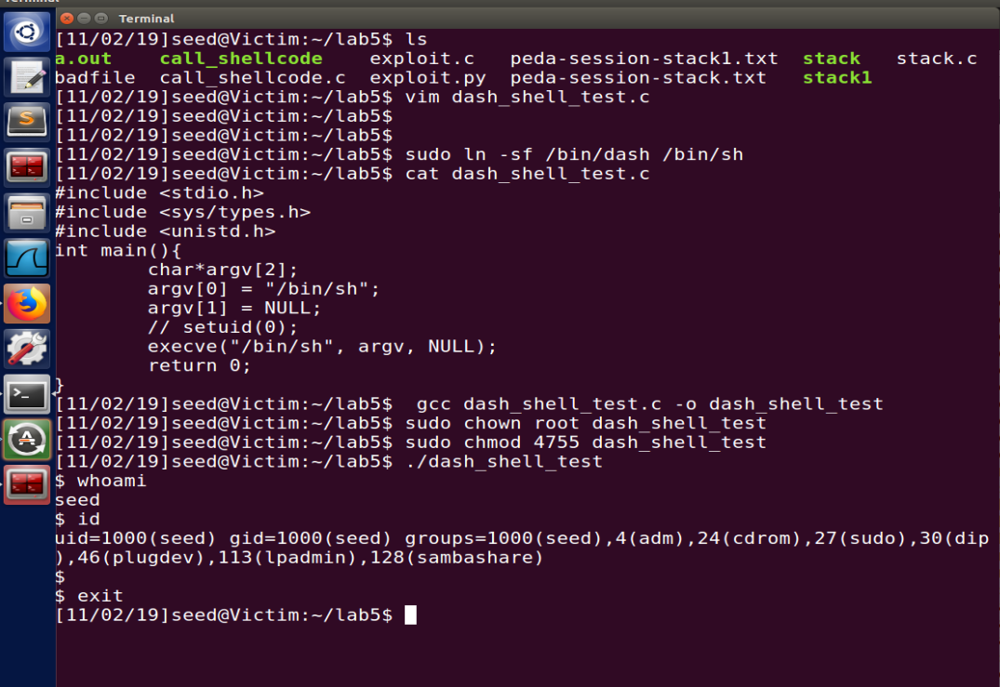 Terminal
Terminal
[11/02/19]seed@Victim:~/lab5$ ls
a.out    call_shellcode    exploit.c   peda-session-stack1.txt  stack   stack.c
badfile  call_shellcode.c  exploit.py  peda-session-stack.txt   stack1
[11/02/19]seed@Victim:~/lab5$ vim dash_shell_test.c
[11/02/19]seed@Victim:~/lab5$
[11/02/19]seed@Victim:~/lab5$
[11/02/19]seed@Victim:~/lab5$ sudo ln -sf /bin/dash /bin/sh
[11/02/19]seed@Victim:~/lab5$ cat dash_shell_test.c
#include <stdio.h>
#include <sys/types.h>
#include <unistd.h>
int main(){
        char*argv[2];
        argv[0] = "/bin/sh";
        argv[1] = NULL;
        // setuid(0);
        execve("/bin/sh", argv, NULL);
        return 0;
}
[11/02/19]seed@Victim:~/lab5$  gcc dash_shell_test.c -o dash_shell_test
[11/02/19]seed@Victim:~/lab5$ sudo chown root dash_shell_test
[11/02/19]seed@Victim:~/lab5$ sudo chmod 4755 dash_shell_test
[11/02/19]seed@Victim:~/lab5$ ./dash_shell_test
$ whoami
seed
$ id
uid=1000(seed) gid=1000(seed) groups=1000(seed),4(adm),24(cdrom),27(sudo),30(dip
),46(plugdev),113(lpadmin),128(sambashare)
$
$ exit
[11/02/19]seed@Victim:~/lab5$